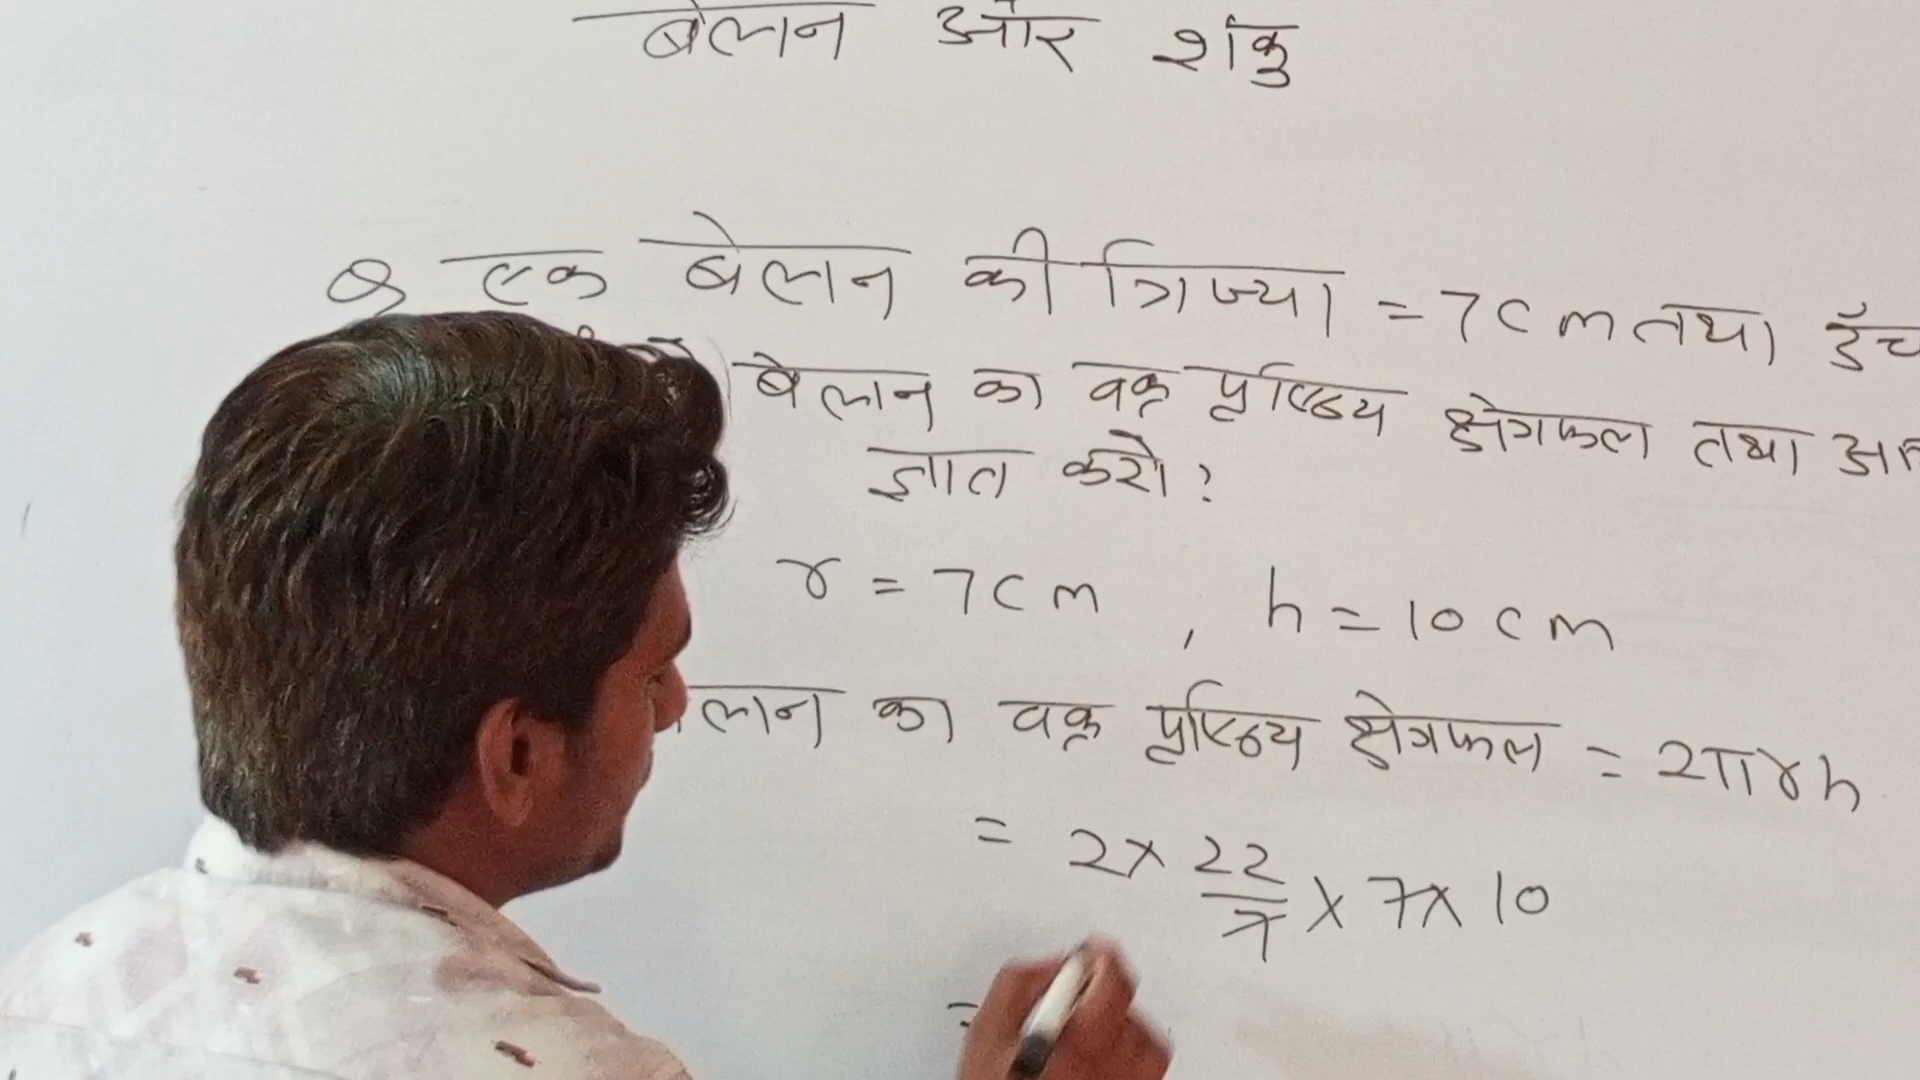 बेलन और शंकु
Q एक बेलन की त्रिज्या = 7cm तथा
बेलन का वक्र पृष्ठिय क्षेत्रफल तथा
ज्ञात करो?
r = 7cm , h = 10cm
का वक्र पृष्ठिय क्षेत्रफल = 2πrh
= 2× 22/7 × 7× 10
=